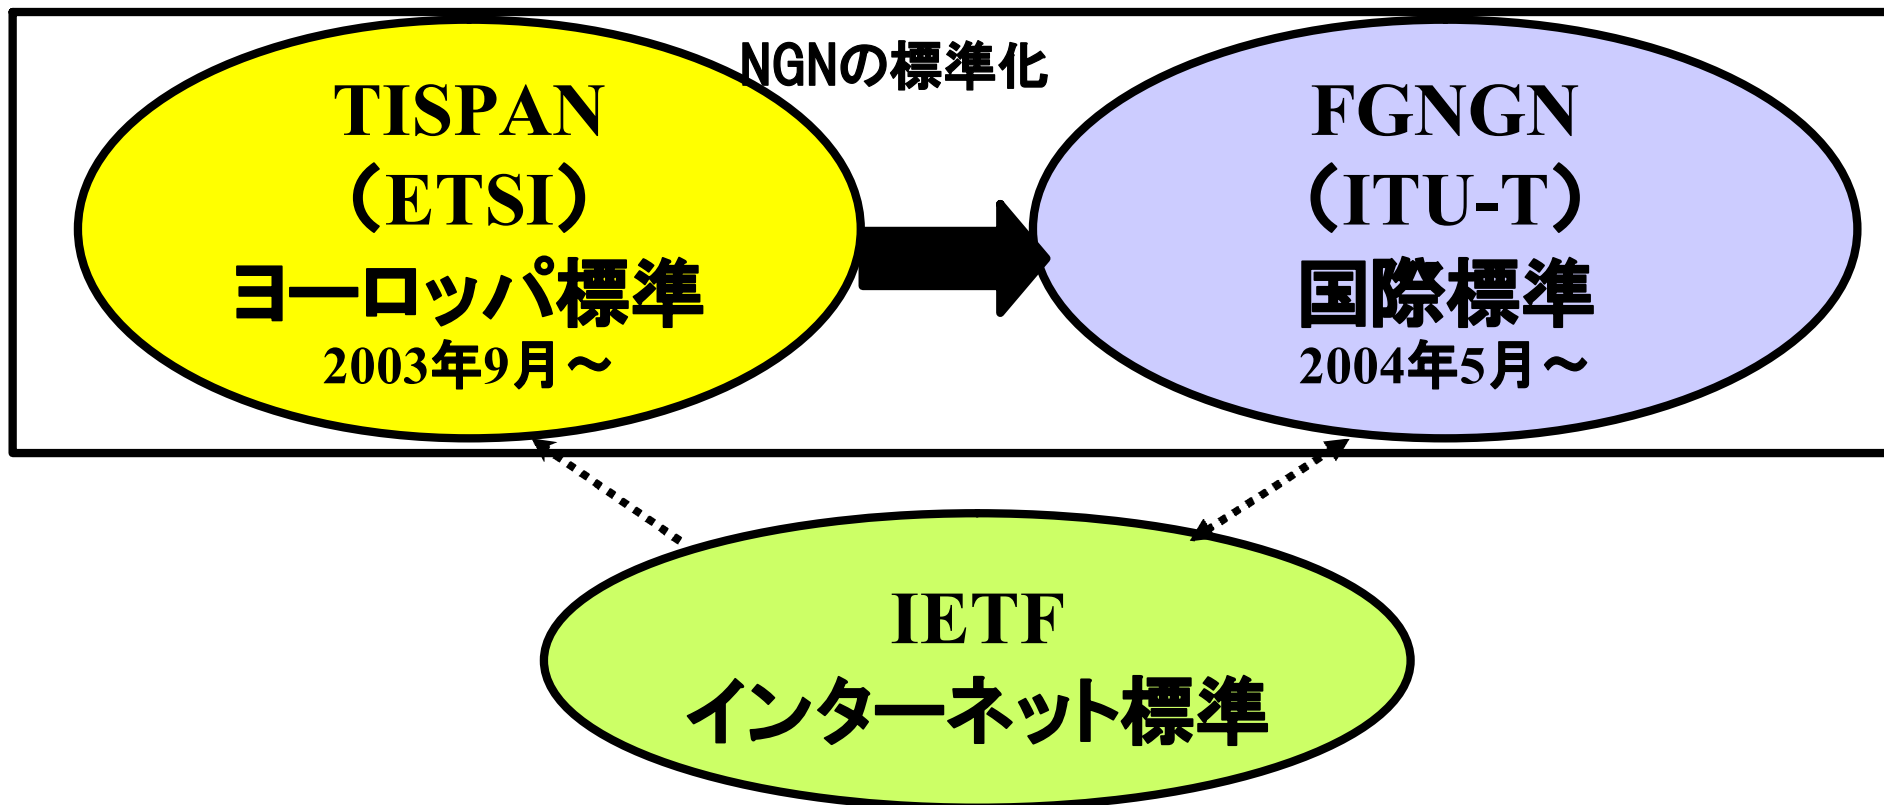 NGNの標準化
TISPAN
（ETSI）
ヨーロッパ標準
2003年9月～
FGNGN
（ITU-T）
国際標準
2004年5月～
IETF
インターネット標準